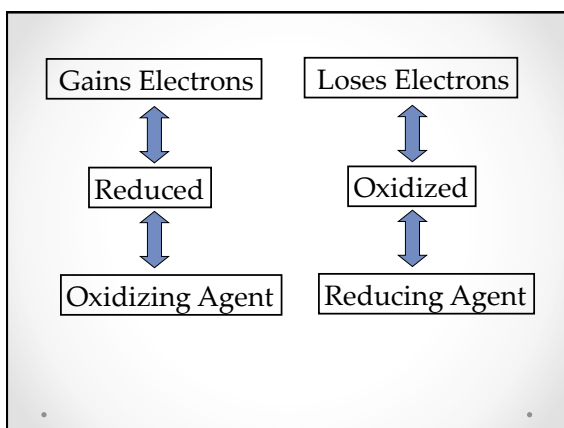 Gains Electrons
Reduced
Oxidizing Agent
Loses Electrons
Oxidized
Reducing Agent